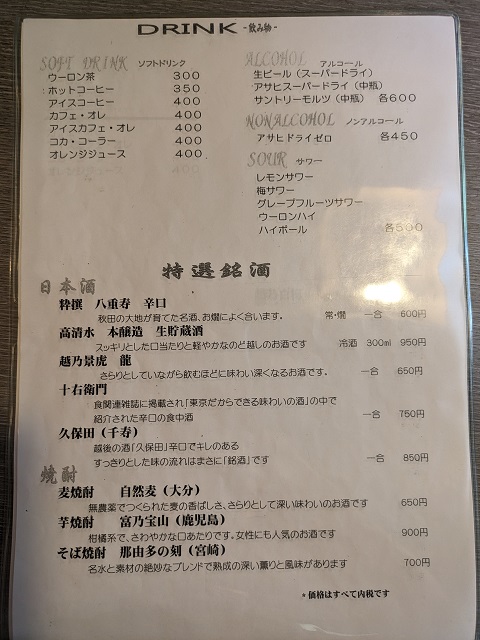 DRINK -飲み物-
SOFT DRINK ソフトドリンク
ウーロン茶 300
ホットコーヒー 350
アイスコーヒー 400
カフェ・オレ 400
アイスカフェ・オレ 400
コカ・コーラー 400
オレンジジュース 400
ALCOHOL アルコール
生ビール(スーパードライ)
アサヒスーパードライ(中瓶)
サントリーモルツ(中瓶) 各600
NONALCOHOL ノンアルコール
アサヒドライゼロ 各450
SOUR サワー
レモンサワー
梅サワー
グレープフルーツサワー
ウーロンハイ
ハイボール 各500
特選銘酒
日本酒
粋撰 八重寿 辛口
秋田の大地が育てた名酒、お燗によく合います。 常・燗 一合 600円
高清水 本醸造 生貯蔵酒
スッキリとした口当たりと軽やかなのど越しのお酒です 冷酒 300ml 950円
越乃景虎 龍
さらりとしていながら飲むほどに味わい深くなるお酒です。 一合 650円
十右衛門
食関連雑誌に掲載され「東京だからできる味わいの酒」の中で
紹介された辛口の食中酒 一合 750円
久保田(千寿)
越後の酒「久保田」辛口でキレのある
すっきりとした味の流れはまさに「銘酒」です 一合 850円
焼酎
麦焼酎 自然麦(大分)
無農薬でつくられた麦の香ばしさ、さらりとして深い味わいのお酒です 650円
芋焼酎 富乃宝山(鹿児島)
柑橘系で、さわやかな口あたりです。女性にも人気のお酒です 900円
そば焼酎 那由多の刻(宮崎)
名水と素材の絶妙なブレンドで熟成の深い薫りと風味があります 700円
*価格はすべて内税です